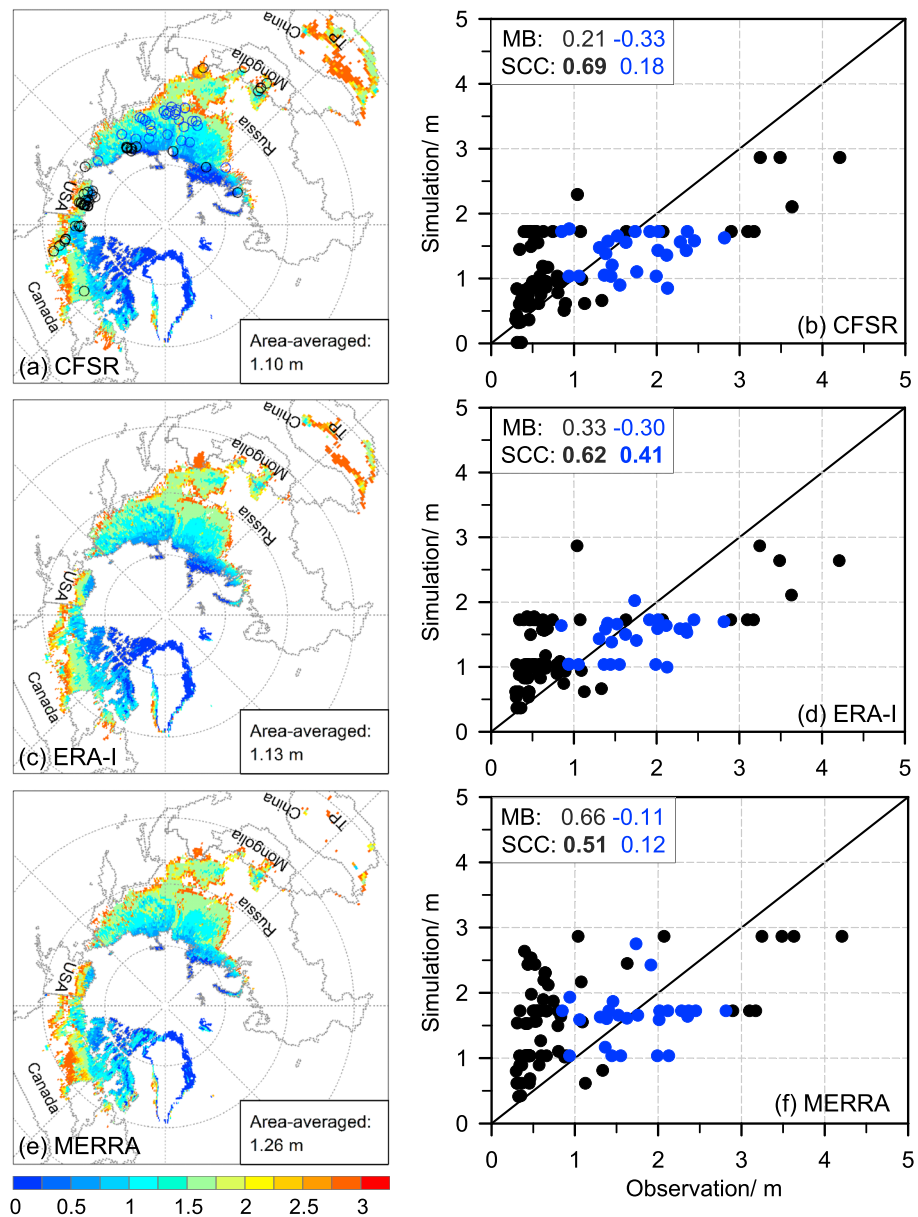 China
TP
Mongolia
Russia
USA
Canada
Area-averaged:
1.10 m
(a) CFSR
5
4
3
2
1
0
Simulation/ m
MB: 0.21 -0.33
SCC: 0.69 0.18
(b) CFSR
0 1 2 3 4 5
China
TP
Mongolia
Russia
USA
Canada
Area-averaged:
1.13 m
(c) ERA-I
5
4
3
2
1
0
Simulation/ m
MB: 0.33 -0.30
SCC: 0.62 0.41
(d) ERA-I
0 1 2 3 4 5
China
TP
Mongolia
Russia
USA
Canada
Area-averaged:
1.26 m
(e) MERRA
5
4
3
2
1
0
Simulation/ m
MB: 0.66 -0.11
SCC: 0.51 0.12
(f) MERRA
0 1 2 3 4 5
Observation/ m
0 0.5 1 1.5 2 2.5 3